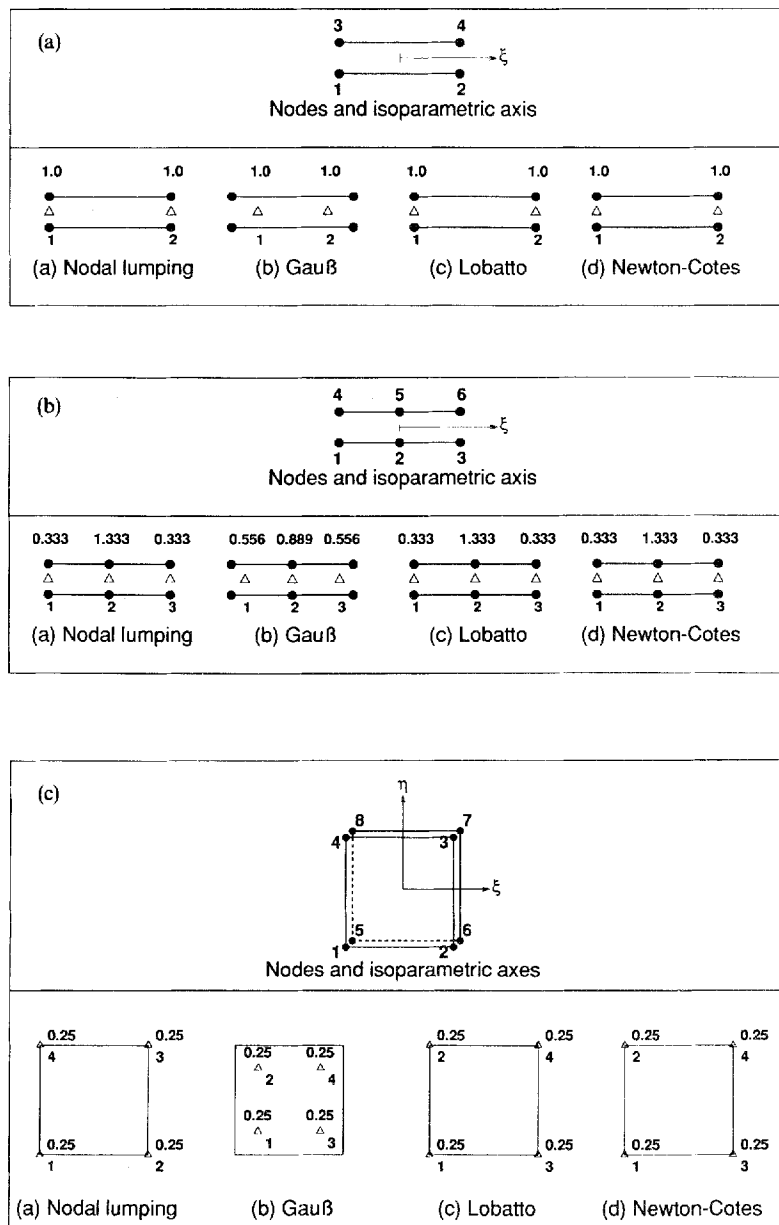 (a)
3 4
ξ
1 2
Nodes and isoparametric axis
1.0 1.0 1.0 1.0 1.0 1.0 1.0 1.0
1 2 1 2 1 2 1 2
(a) Nodal lumping (b) Gauß (c) Lobatto (d) Newton-Cotes
(b)
4 5 6
ξ
1 2 3
Nodes and isoparametric axis
0.333 1.333 0.333 0.556 0.889 0.556 0.333 1.333 0.333 0.333 1.333 0.333
1 2 3 1 2 3 1 2 3 1 2 3
(a) Nodal lumping (b) Gauß (c) Lobatto (d) Newton-Cotes
(c)
η
8 7
4 3
ξ
5 6
1 2
Nodes and isoparametric axes
0.25 0.25 0.25 0.25 0.25 0.25 0.25 0.25
4 3 2 4 2 4 2 4
0.25 0.25 0.25 0.25 0.25 0.25 0.25 0.25
1 2 1 3 1 3 1 3
(a) Nodal lumping (b) Gauß (c) Lobatto (d) Newton-Cotes